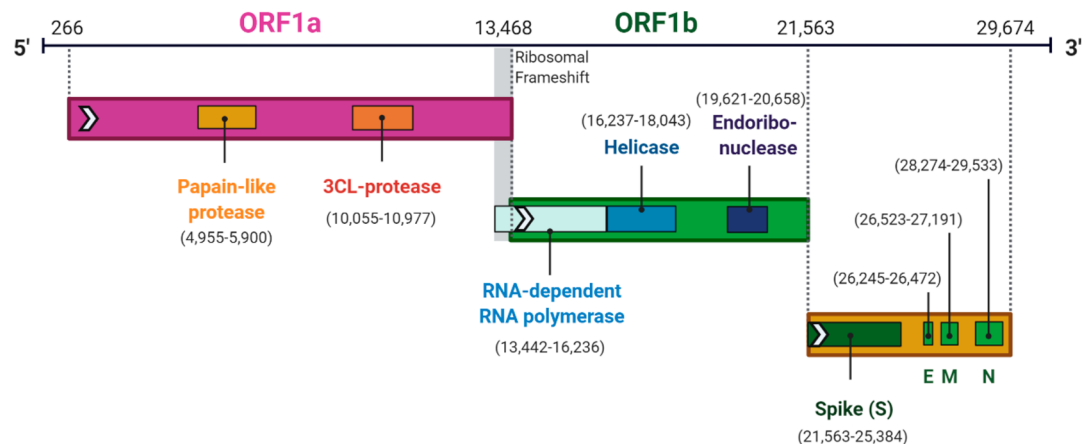 ORF1a
ORF1b
266
13,468
21,563
29,674
5'
3'
Ribosomal
Frameshift
(19,621-20,658)
(16,237-18,043)
Endoribo-
nuclease
Helicase
(28,274-29,533)
Papain-like
protease
(4,955-5,900)
3CL-protease
(10,055-10,977)
(26,523-27,191)
(26,245-26,472)
RNA-dependent
RNA polymerase
(13,442-16,236)
E M N
Spike (S)
(21,563-25,384)